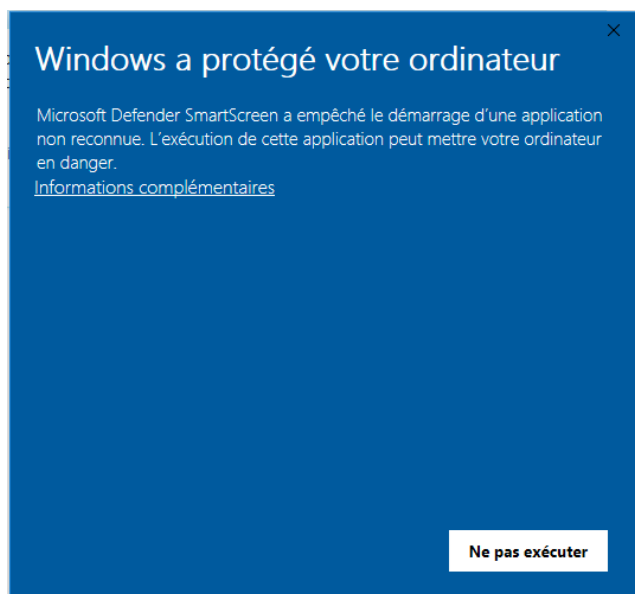 Windows a protégé votre ordinateur
Microsoft Defender SmartScreen a empêché le démarrage d'une application
non reconnue. L'exécution de cette application peut mettre votre ordinateur
en danger.
Informations complémentaires
Ne pas exécuter